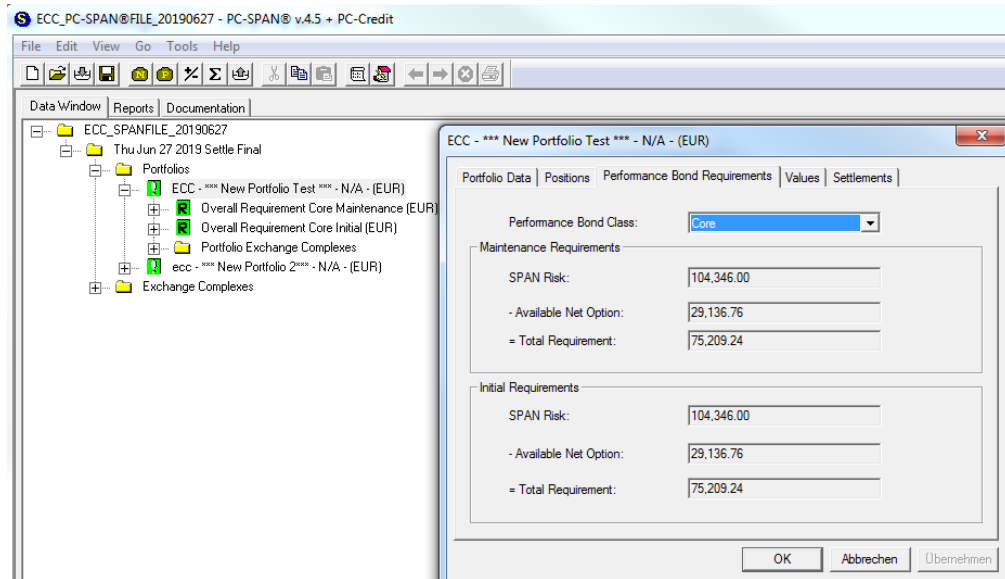 ECC_PC-SPAN®FILE_20190627 - PC-SPAN® v.4.5 + PC-Credit
File Edit View Go Tools Help
Data Window Reports Documentation
ECC_SPANFILE_20190627
Thu Jun 27 2019 Settle Final
Portfolios
ECC - *** New Portfolio Test *** - N/A - (EUR)
R Overall Requirement Core Maintenance (EUR)
R Overall Requirement Core Initial (EUR)
Portfolio Exchange Complexes
ecc - *** New Portfolio 2*** - N/A - (EUR)
Exchange Complexes
ECC - *** New Portfolio Test *** - N/A - (EUR)
Portfolio Data Positions Performance Bond Requirements Values Settlements
Performance Bond Class: Core
Maintenance Requirements
SPAN Risk: 104,346.00
- Available Net Option: 29,136.76
= Total Requirement: 75,209.24
Initial Requirements
SPAN Risk: 104,346.00
- Available Net Option: 29,136.76
= Total Requirement: 75,209.24
OK Abbrechen Übernehmen